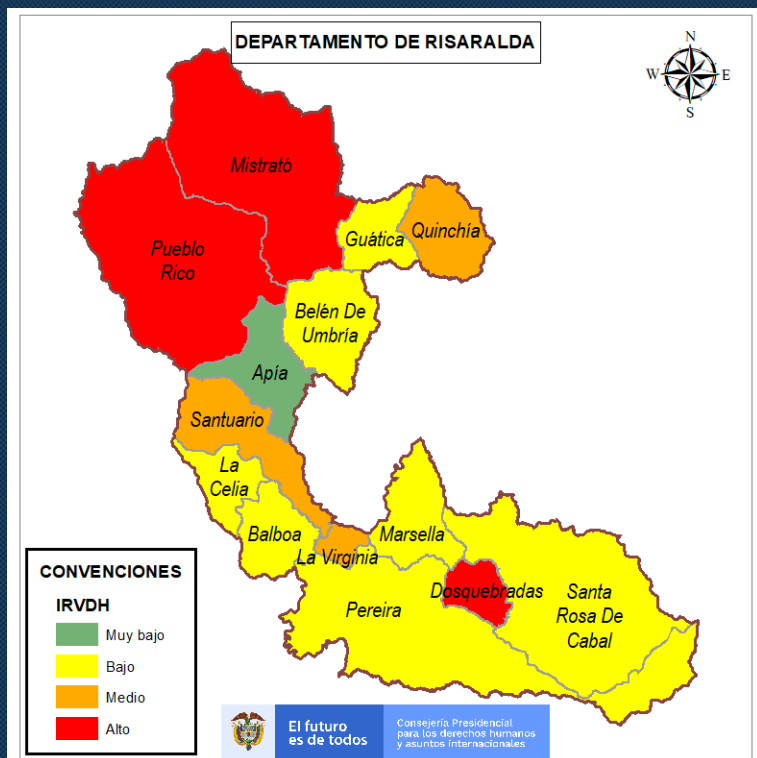 DEPARTAMENTO DE RISARALDA
N
W
E
S
Mistrató
Pueblo
Rico
Guática
Quinchía
Belén De
Umbría
Apía
Santuario
La
Celia
Balboa
La Virginia
Marsella
Dosquebradas
Pereira
Santa
Rosa De
Cabal
CONVENCIONES
IRVDH
Muy bajo
Bajo
Medio
Alto
El futuro
es de todos
Consejería Presidencial
para los derechos humanos
y asuntos internacionales